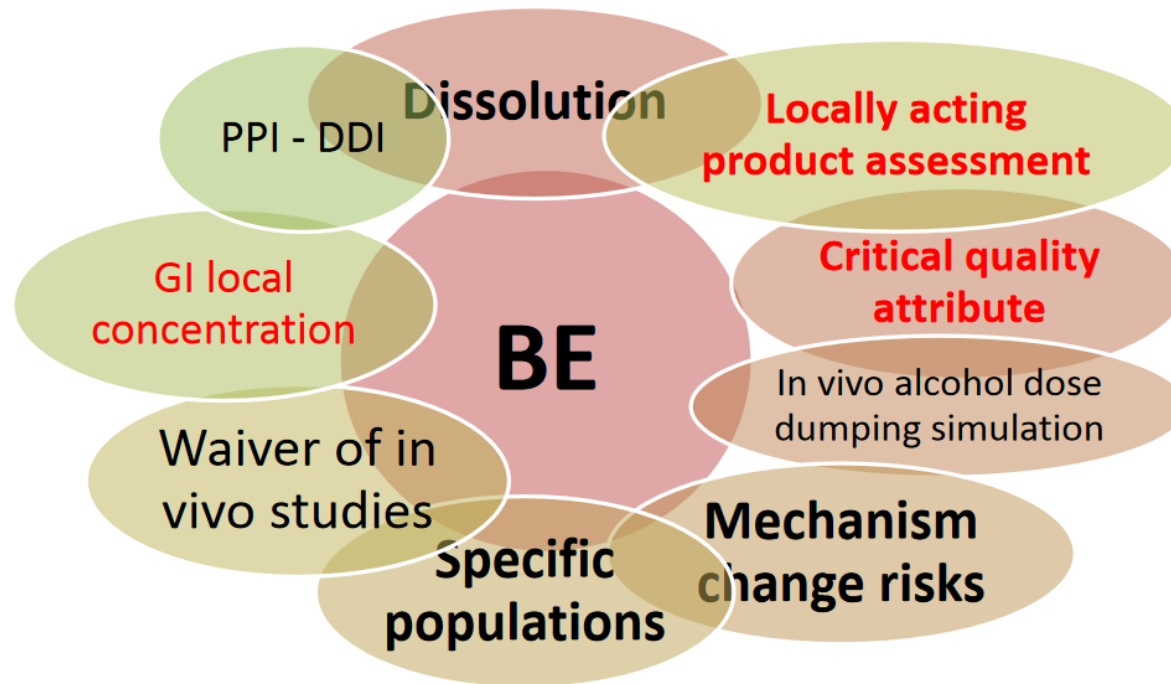 Dissolution
PPI - DDI
Locally acting
product assessment
Critical quality
attribute
GI local
concentration
BE
In vivo alcohol dose
dumping simulation
Waiver of in
vivo studies
Mechanism
change risks
Specific
populations